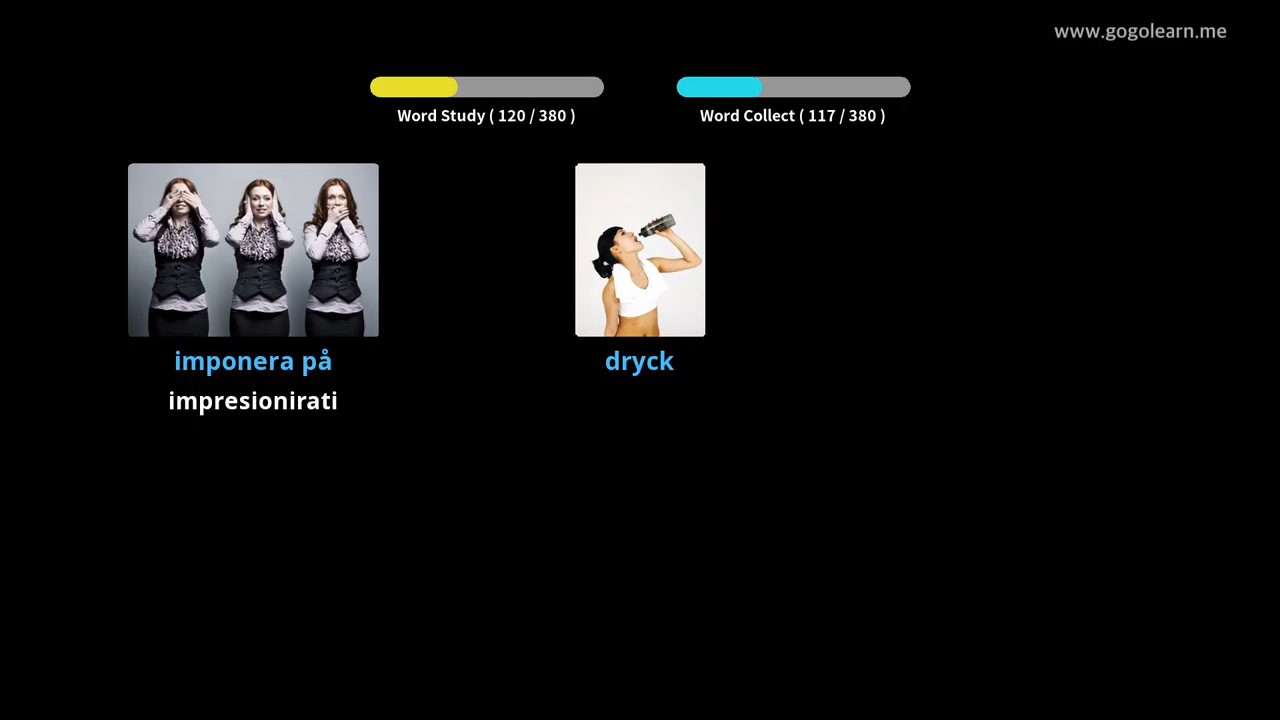 www.gogolearn.me
Word Study ( 120 / 380 )
Word Collect ( 117 / 380 )
imponera på
impresionirati
dryck